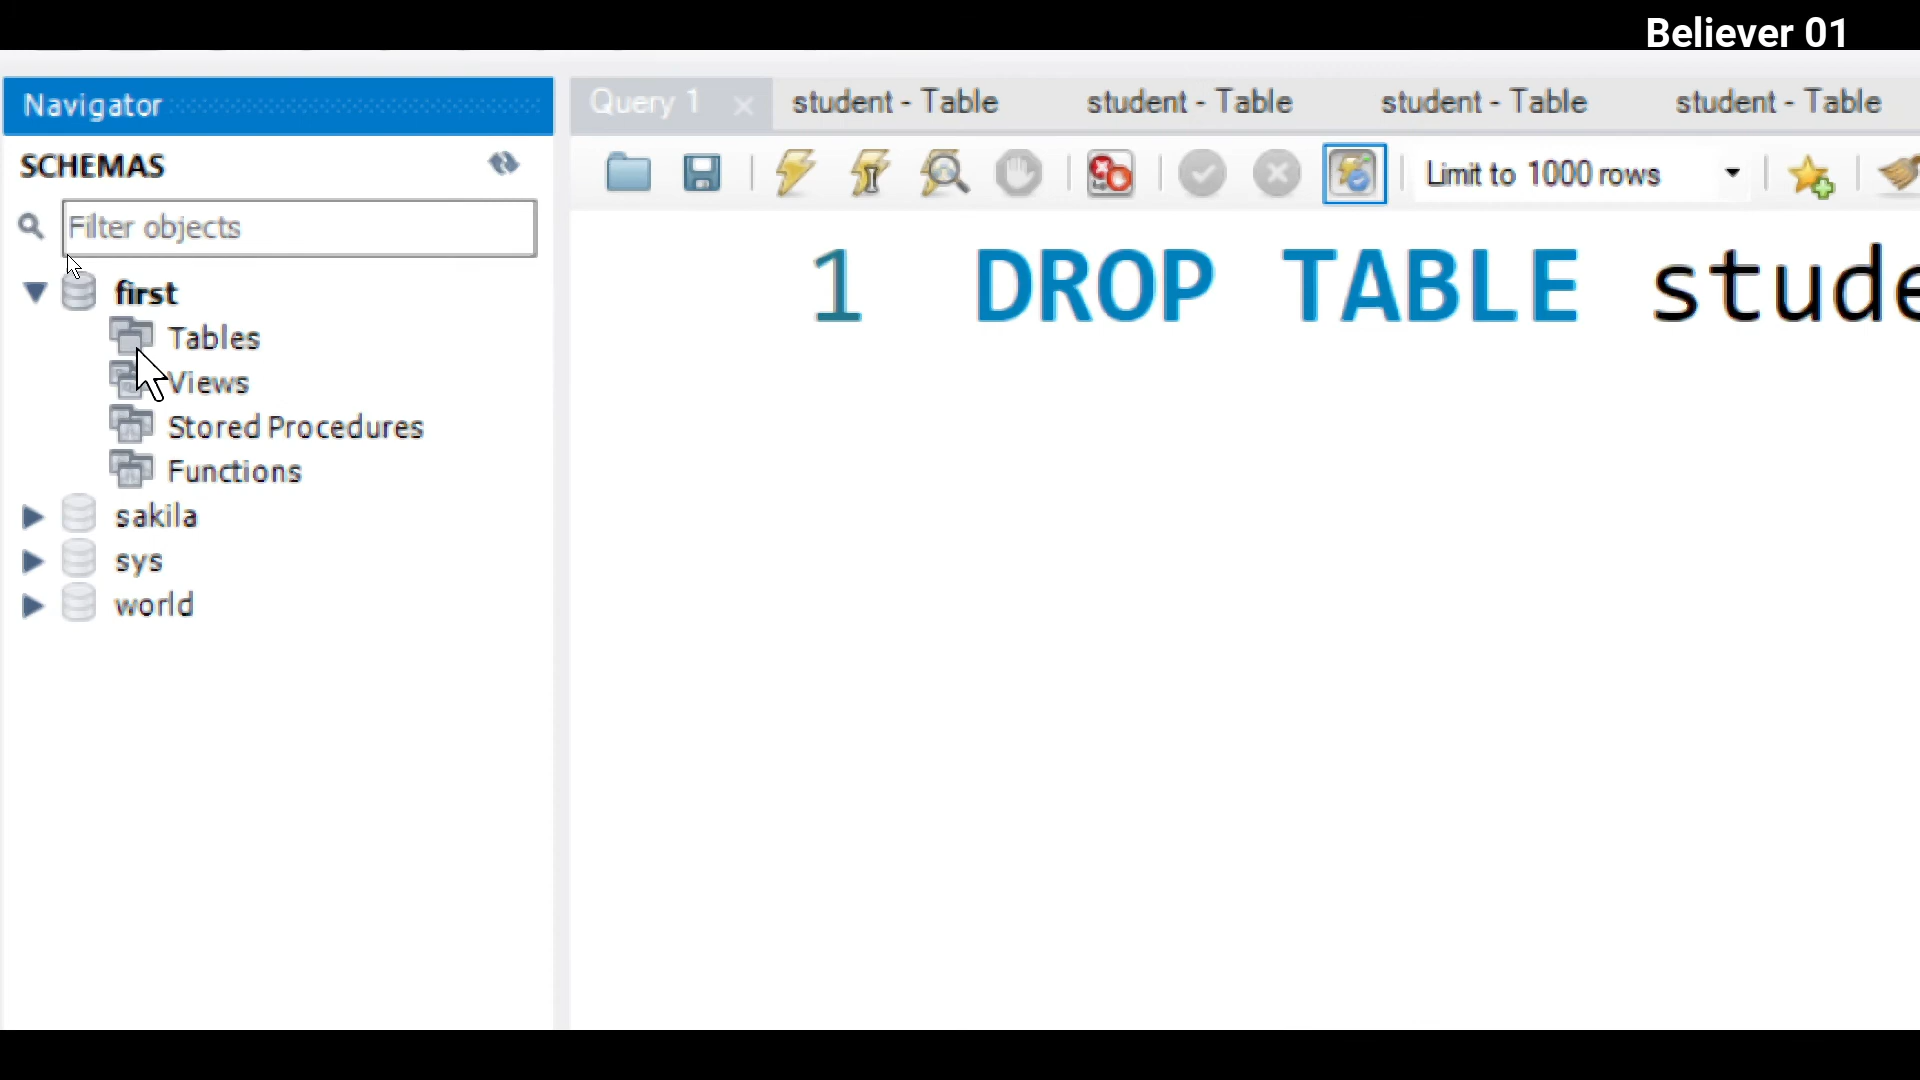 Believer 01
Navigator
Query 1
student - Table
student - Table
student - Table
student - Table
SCHEMAS
Limit to 1000 rows
Filter objects
1 DROP TABLE stude
first
Tables
Views
Stored Procedures
Functions
sakila
sys
world